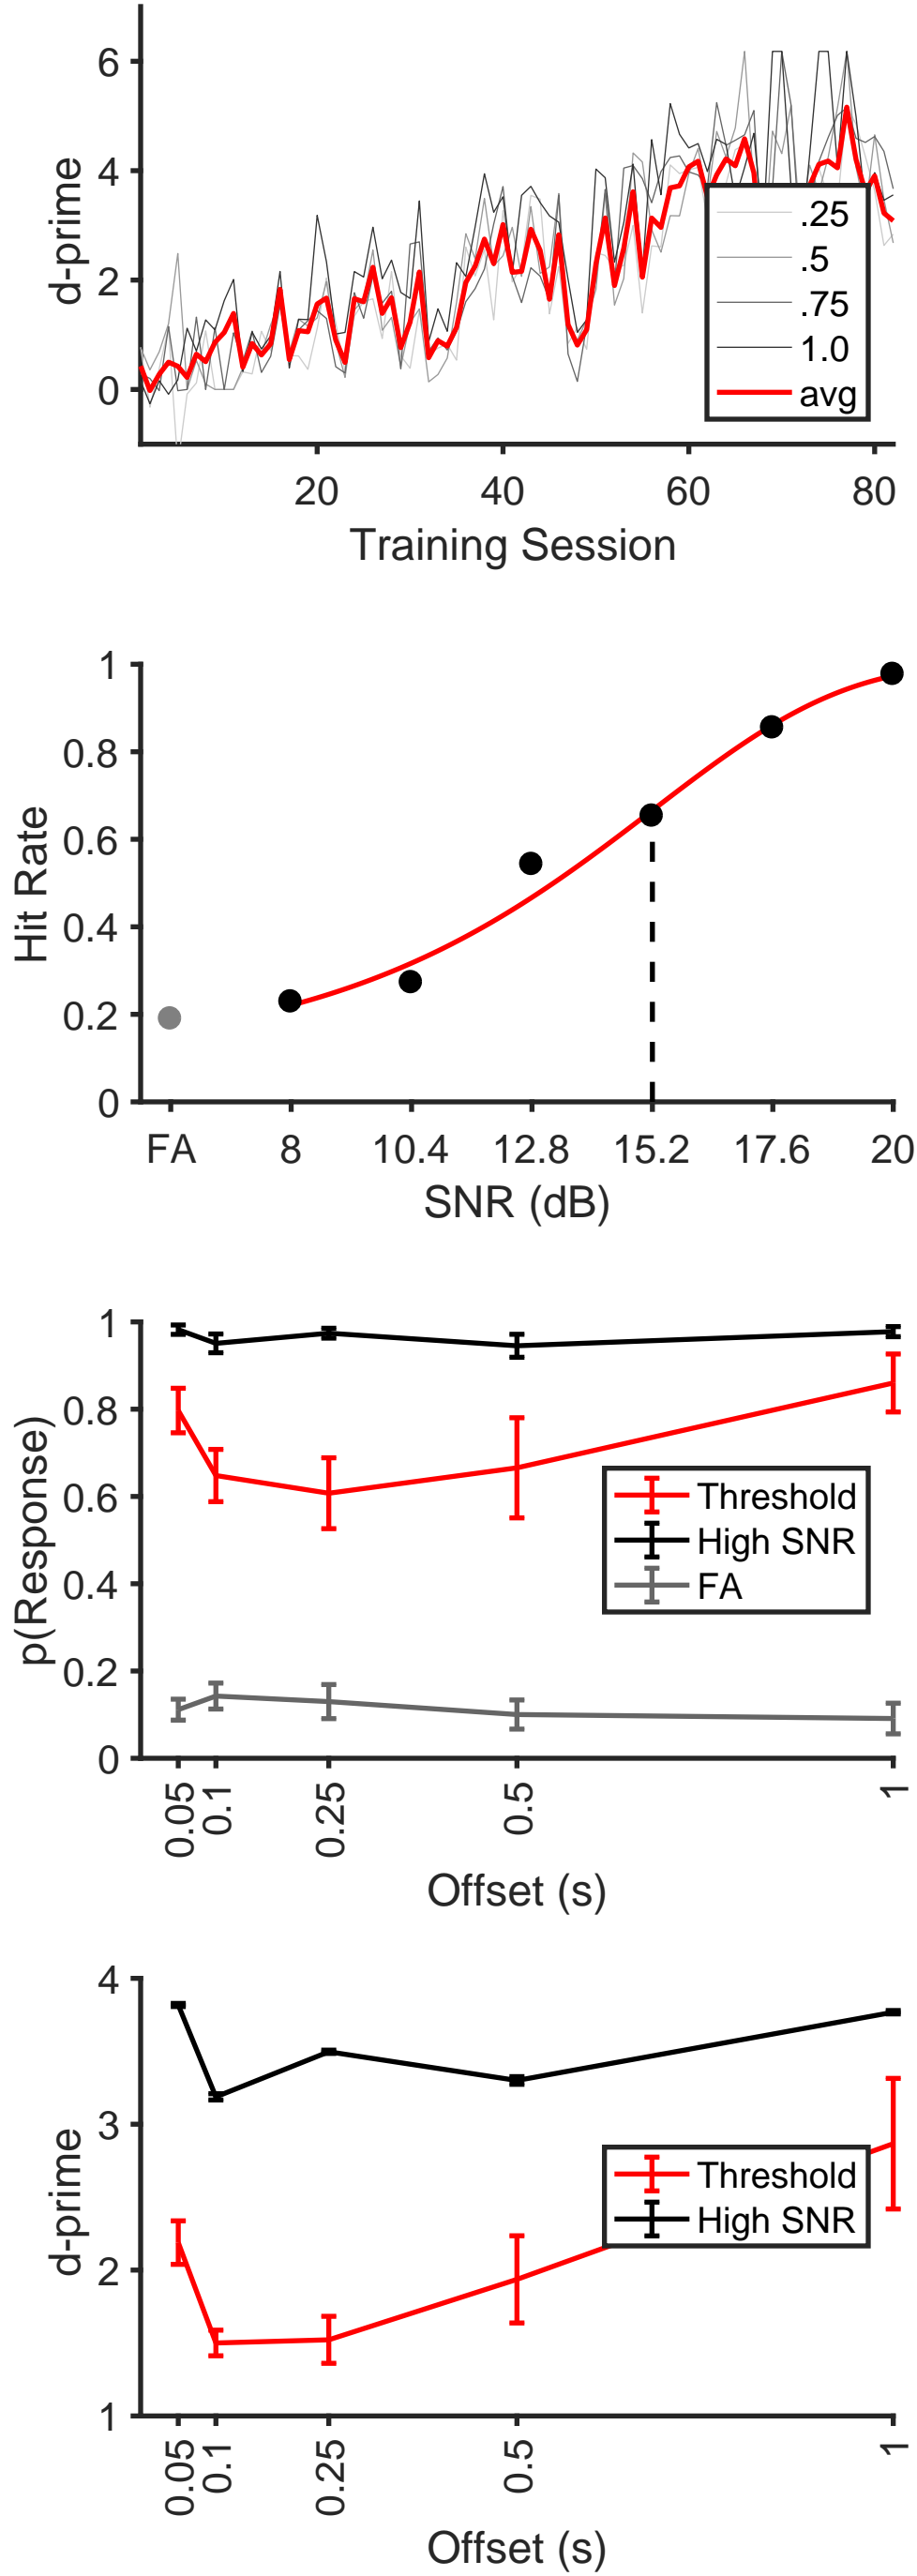 d-prime
6
4
2
0
.25
.5
.75
1.0
avg
20 40 60 80
Training Session
Hit Rate
1
0.8
0.6
0.4
0.2
0
FA 8 10.4 12.8 15.2 17.6 20
SNR (dB)
p(Response)
1
0.8
0.6
0.4
0.2
0
Threshold
High SNR
FA
0.05 0.1 0.25 0.5 1
Offset (s)
d-prime
4
3
2
1
Threshold
High SNR
0.05 0.1 0.25 0.5 1
Offset (s)